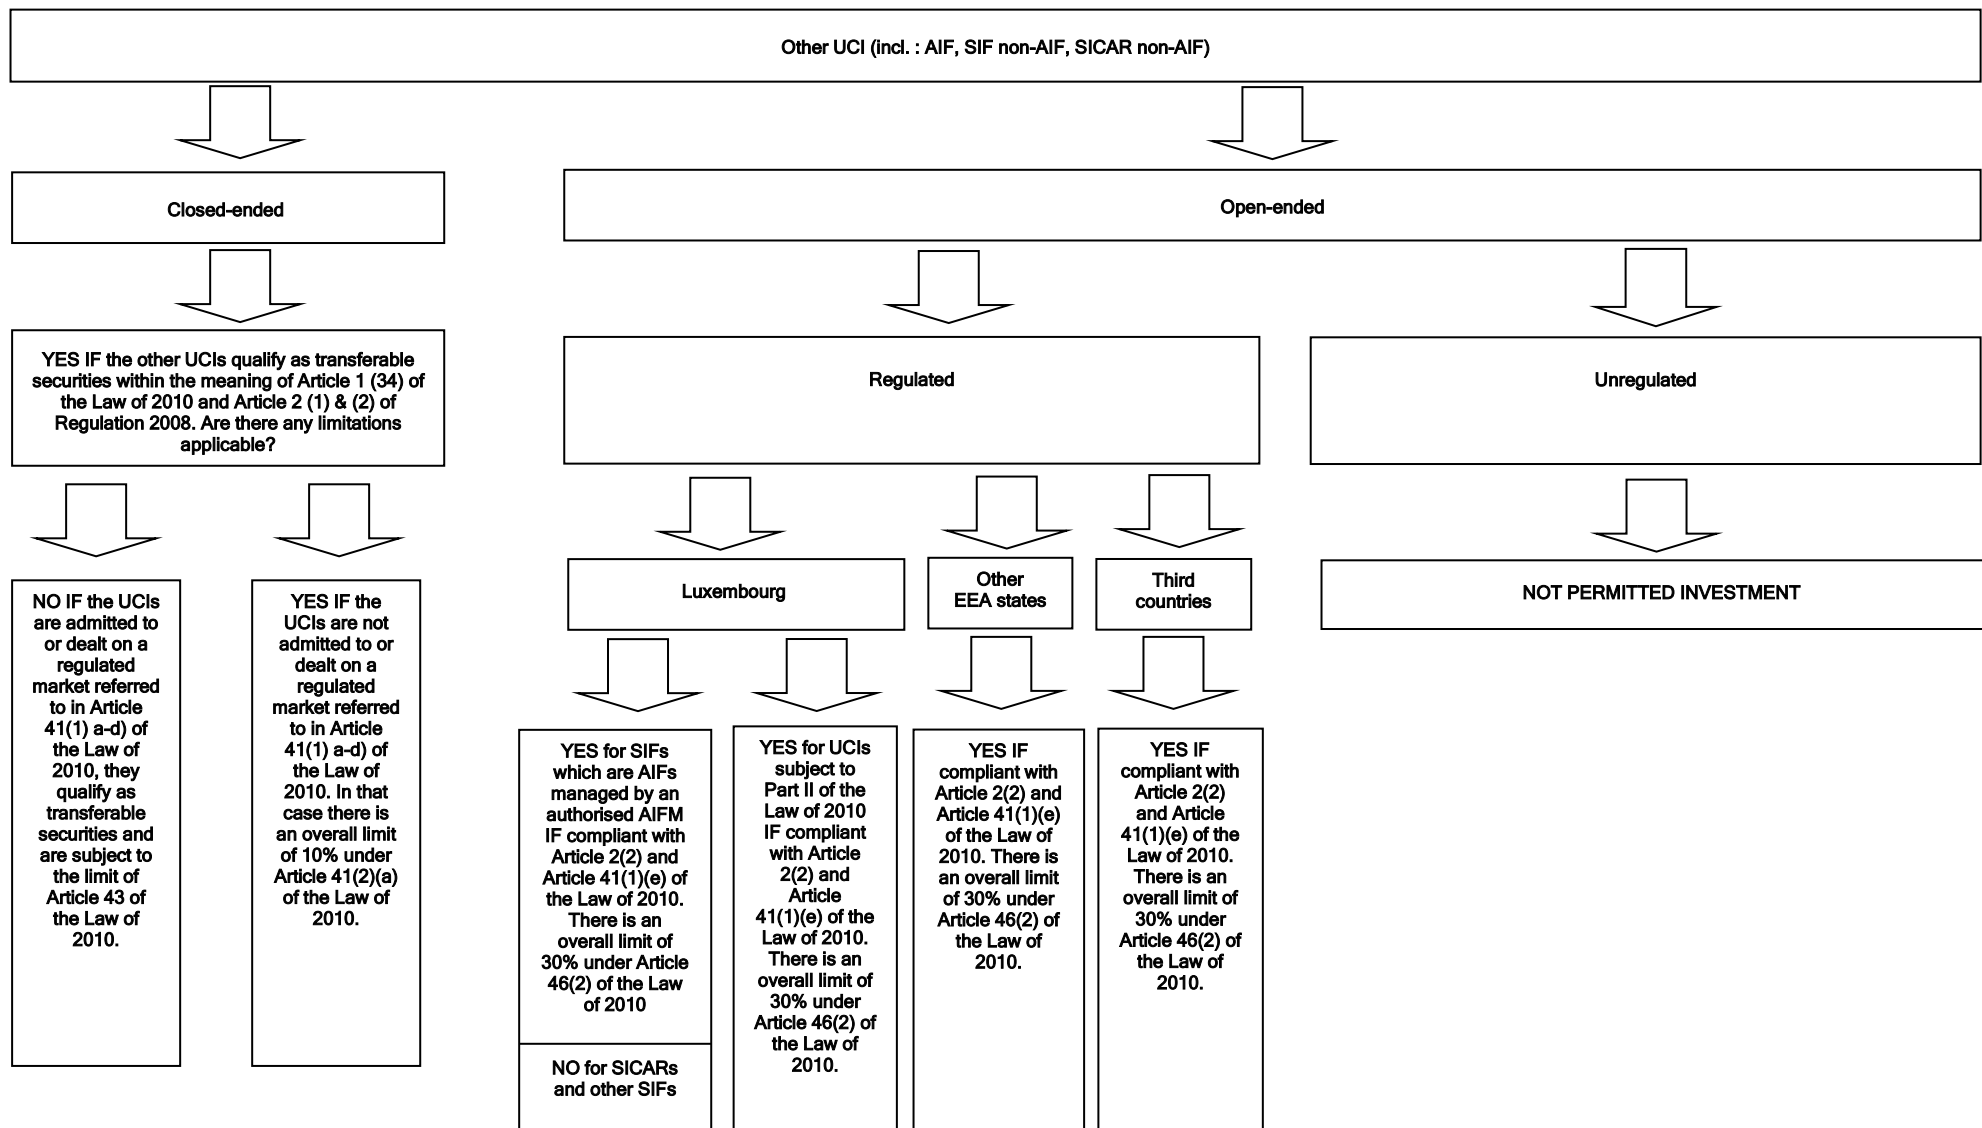 Other UCI (incl. : AIF, SIF non-AIF, SICAR non-AIF)
Closed-ended
Open-ended
YES IF the other UCIs qualify as transferable
securities within the meaning of Article 1 (34) of
the Law of 2010 and Article 2 (1) & (2) of
Regulation 2008. Are there any limitations
applicable?
Regulated
Unregulated
Luxembourg
Other
EEA states
Third
countries
NOT PERMITTED INVESTMENT
NO IF the UCIs
are admitted to
or dealt on a
regulated
market referred
to in Article
41(1) a-d) of
the Law of
2010, they
qualify as
transferable
securities and
are subject to
the limit of
Article 43 of
the Law of
2010.
YES IF the
UCIs are not
admitted to or
dealt on a
regulated
market referred
to in Article
41(1) a-d) of
the Law of
2010. In that
case there is
an overall limit
of 10% under
Article 41(2)(a)
of the Law of
2010.
YES for SIFs
which are AIFs
managed by an
authorised AIFM
IF compliant with
Article 2(2) and
Article 41(1)(e) of
the Law of 2010.
There is an
overall limit of
30% under Article
46(2) of the Law
of 2010
NO for SICARs
and other SIFs
YES for UCIs
subject to
Part II of the
Law of 2010
IF compliant
with Article
2(2) and
Article
41(1)(e) of the
Law of 2010.
There is an
overall limit of
30% under
Article 46(2) of
the Law of
2010.
YES IF
compliant with
Article 2(2) and
Article 41(1)(e)
of the Law of
2010. There is
an overall limit
of 30% under
Article 46(2) of
the Law of
2010.
YES IF
compliant with
Article 2(2)
and Article
41(1)(e) of the
Law of 2010.
There is an
overall limit of
30% under
Article 46(2) of
the Law of
2010.